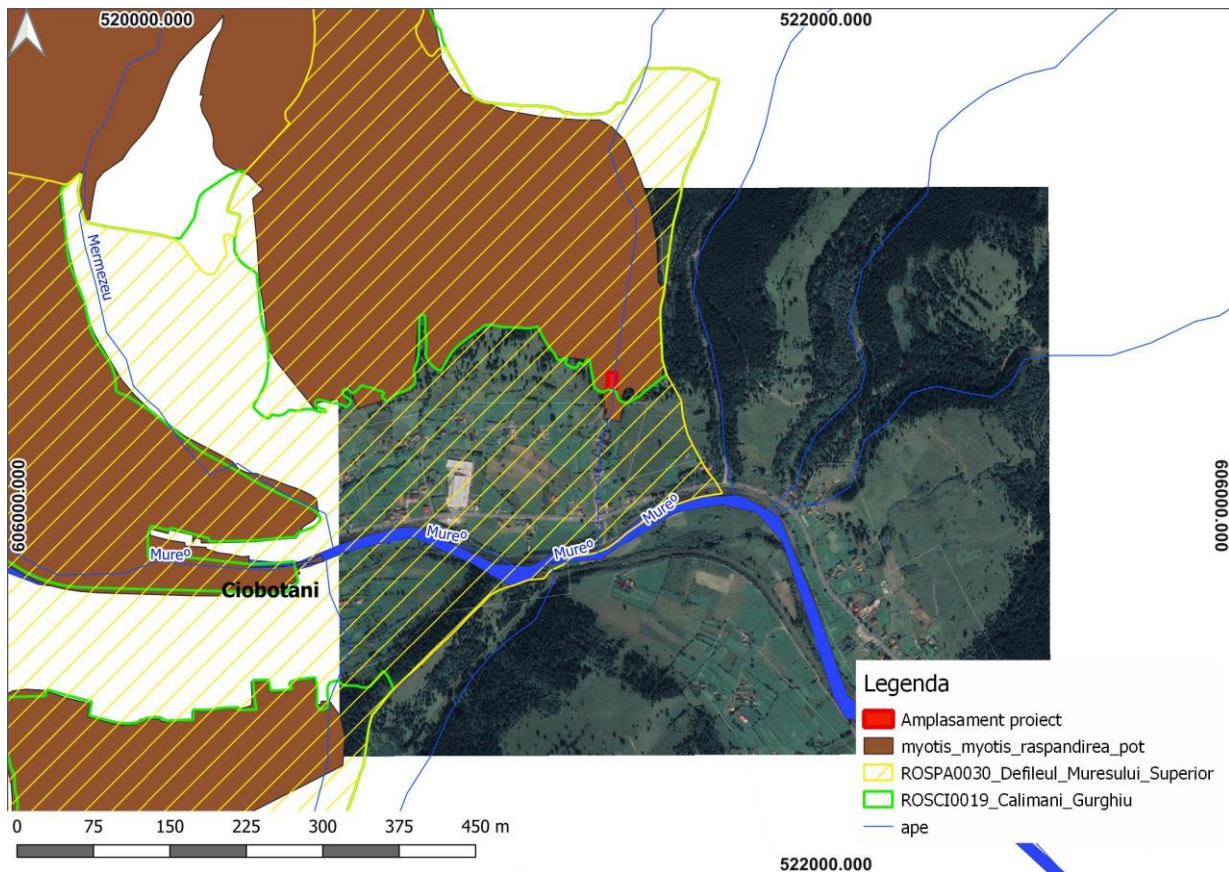 520000.000
522000.000
Mermezeu
606000.000
606000.000
Mureº
Mureº
Mureº
Mureº
Ciobotani
Legenda
Amplasament proiect
myotis_myotis_raspandirea_pot
ROSPA0030_Defileul_Muresului_Superior
ROSCI0019_Calimani_Gurghiu
ape
0 75 150 225 300 375 450 m
522000.000